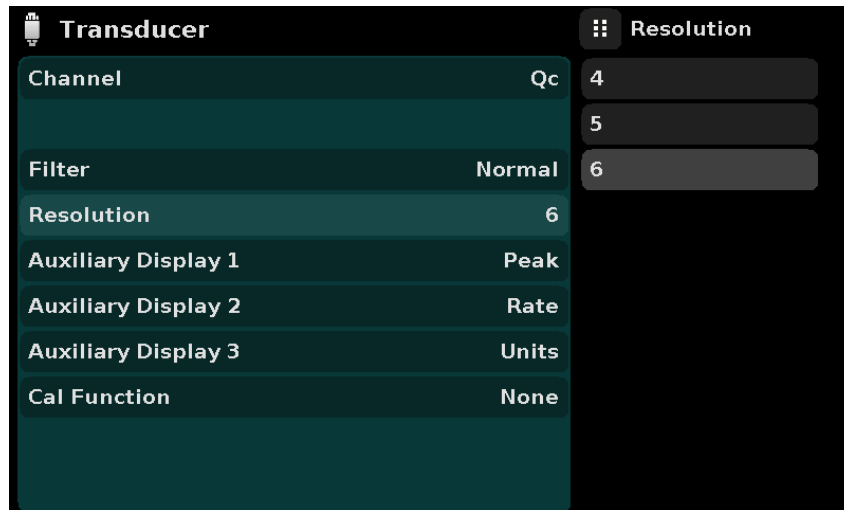 Transducer
Channel Qc
Filter Normal
Resolution 6
Auxiliary Display 1 Peak
Auxiliary Display 2 Rate
Auxiliary Display 3 Units
Cal Function None
Resolution
4
5
6